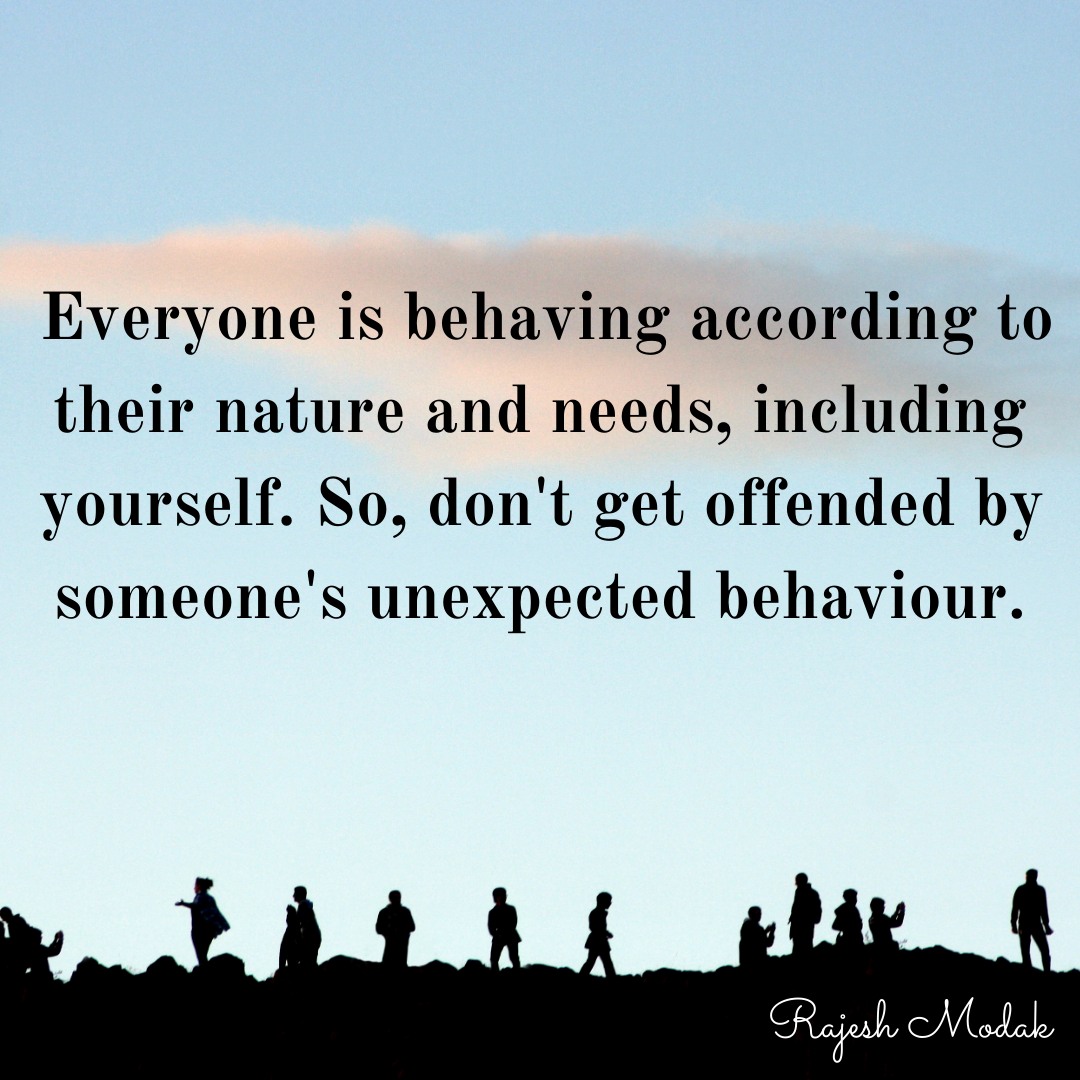 Everyone is behaving according to
their nature and needs, including
yourself. So, don't get offended by
someone's unexpected behaviour.
Rajesh Modak